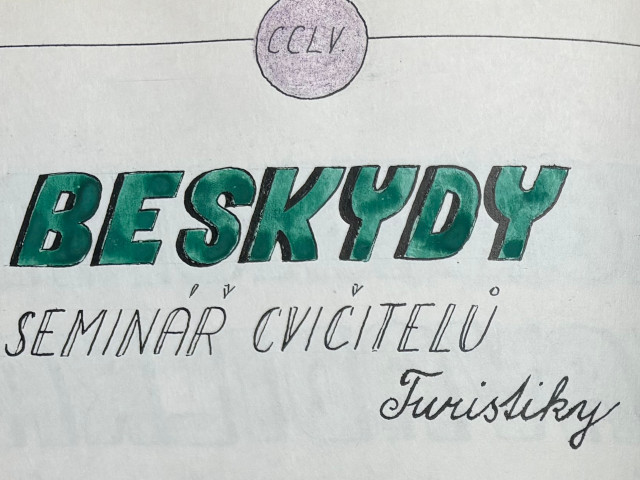 CCLV.
BESKYDY
SEMINÁŘ CVIČITELŮ
Turistiky